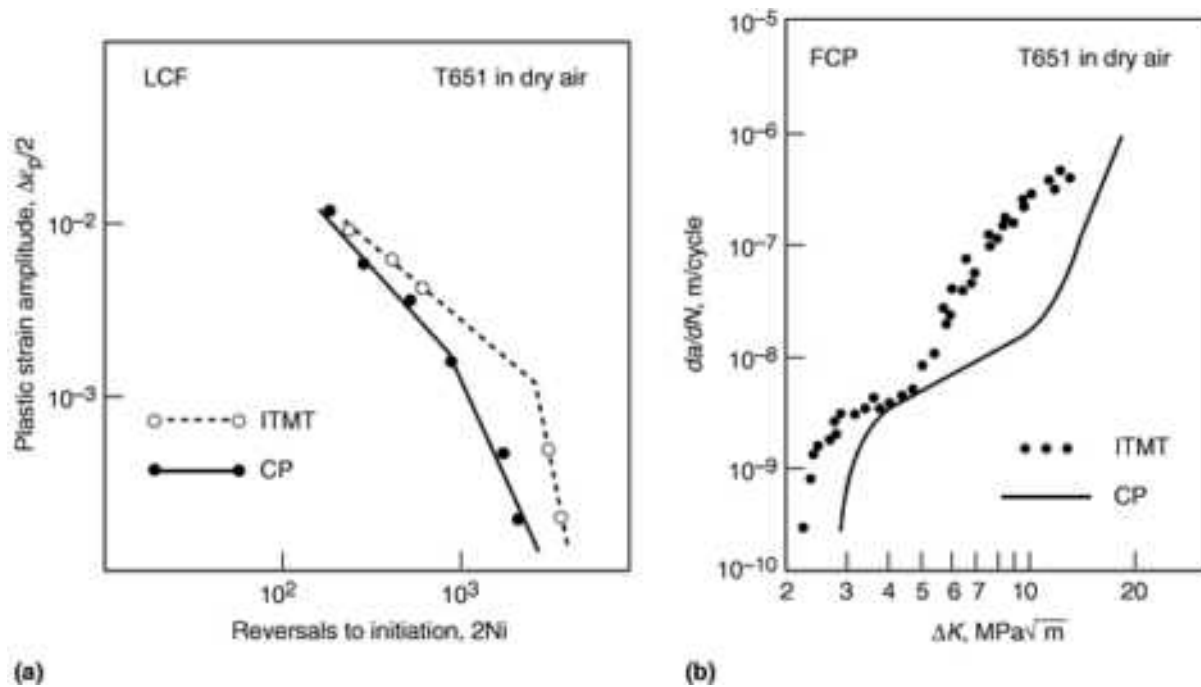 LCF T651 in dry air
Plastic strain amplitude, Δεp/2
10⁻²
10⁻³
ITMT
CP
10² 10³
Reversals to initiation, 2Ni
(a)
FCP T651 in dry air
da/dN, m/cycle
10⁻⁵
10⁻⁶
10⁻⁷
10⁻⁸
10⁻⁹
10⁻¹⁰
ITMT
CP
2 3 4 5 6 7 10 20
ΔK, MPa√m
(b)